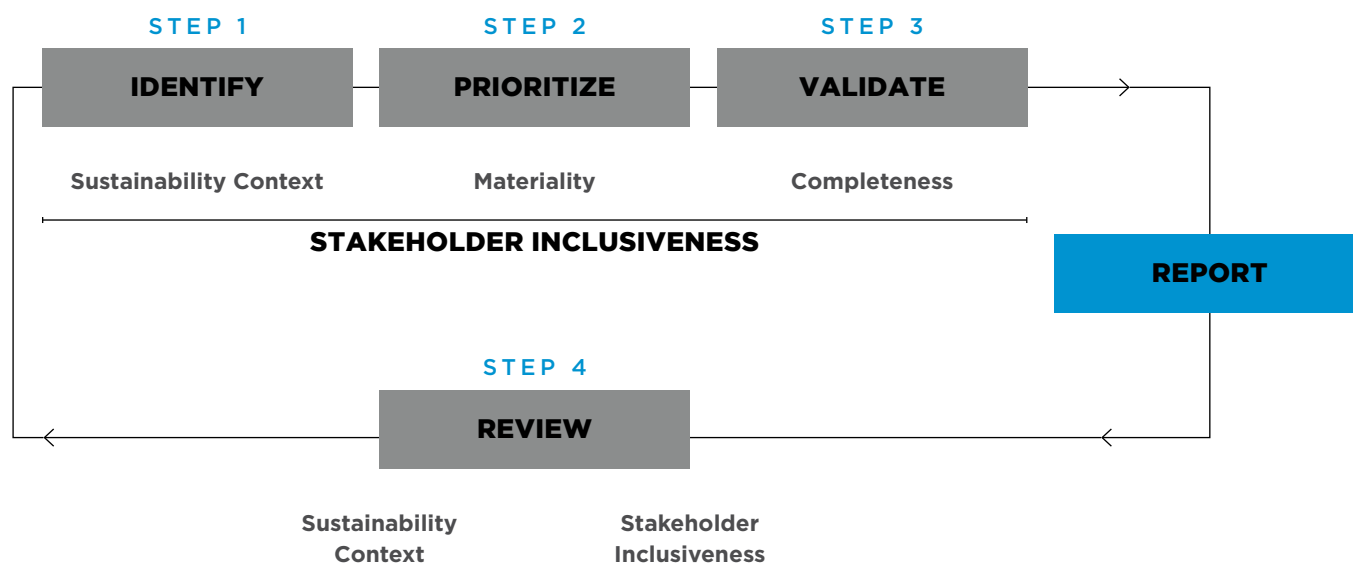 STEP 1
STEP 2
STEP 3
IDENTIFY
PRIORITIZE
VALIDATE
Sustainability Context
Materiality
Completeness
STAKEHOLDER INCLUSIVENESS
REPORT
STEP 4
REVIEW
Sustainability
Context
Stakeholder
Inclusiveness